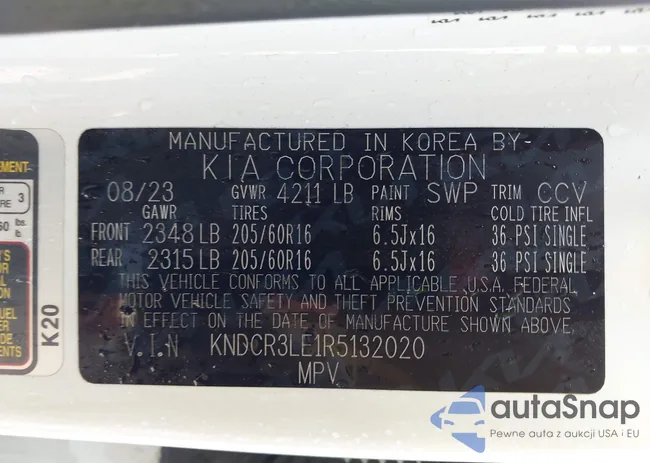 MANUFACTURED IN KOREA BY
KIA CORPORATION
08/23 GVWR 4211 LB PAINT SWP TRIM CCV
GAWR TIRES RIMS COLD TIRE INFL
FRONT 2348 LB 205/60R16 6.5Jx16 36 PSI SINGLE
REAR 2315 LB 205/60R16 6.5Jx16 36 PSI SINGLE
THIS VEHICLE CONFORMS TO ALL APPLICABLE U.S.A. FEDERAL
MOTOR VEHICLE SAFETY AND THEFT PREVENTION STANDARDS
IN EFFECT ON THE DATE OF MANUFACTURE SHOWN ABOVE.
V.I.N KNDCR3LE1R5132020
MPV
K20
3
autaSnap
Pewne auta z aukcji USA i EU